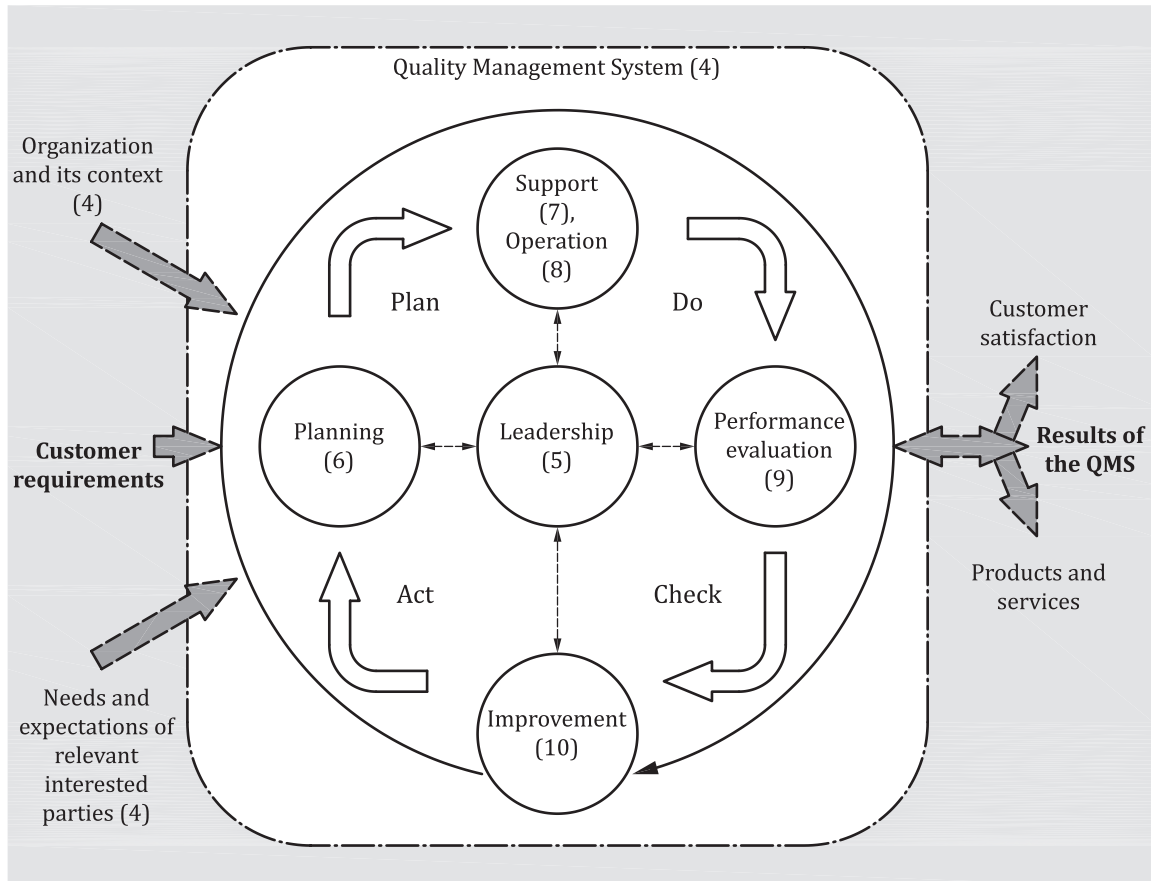 Quality Management System (4)
Organization
and its context
(4)
Support
(7),
Operation
(8)
Plan
Do
Customer
satisfaction
Customer
requirements
Planning
(6)
Leadership
(5)
Performance
evaluation
(9)
Results of
the QMS
Act
Check
Products and
services
Needs and
expectations of
relevant
interested
parties (4)
Improvement
(10)